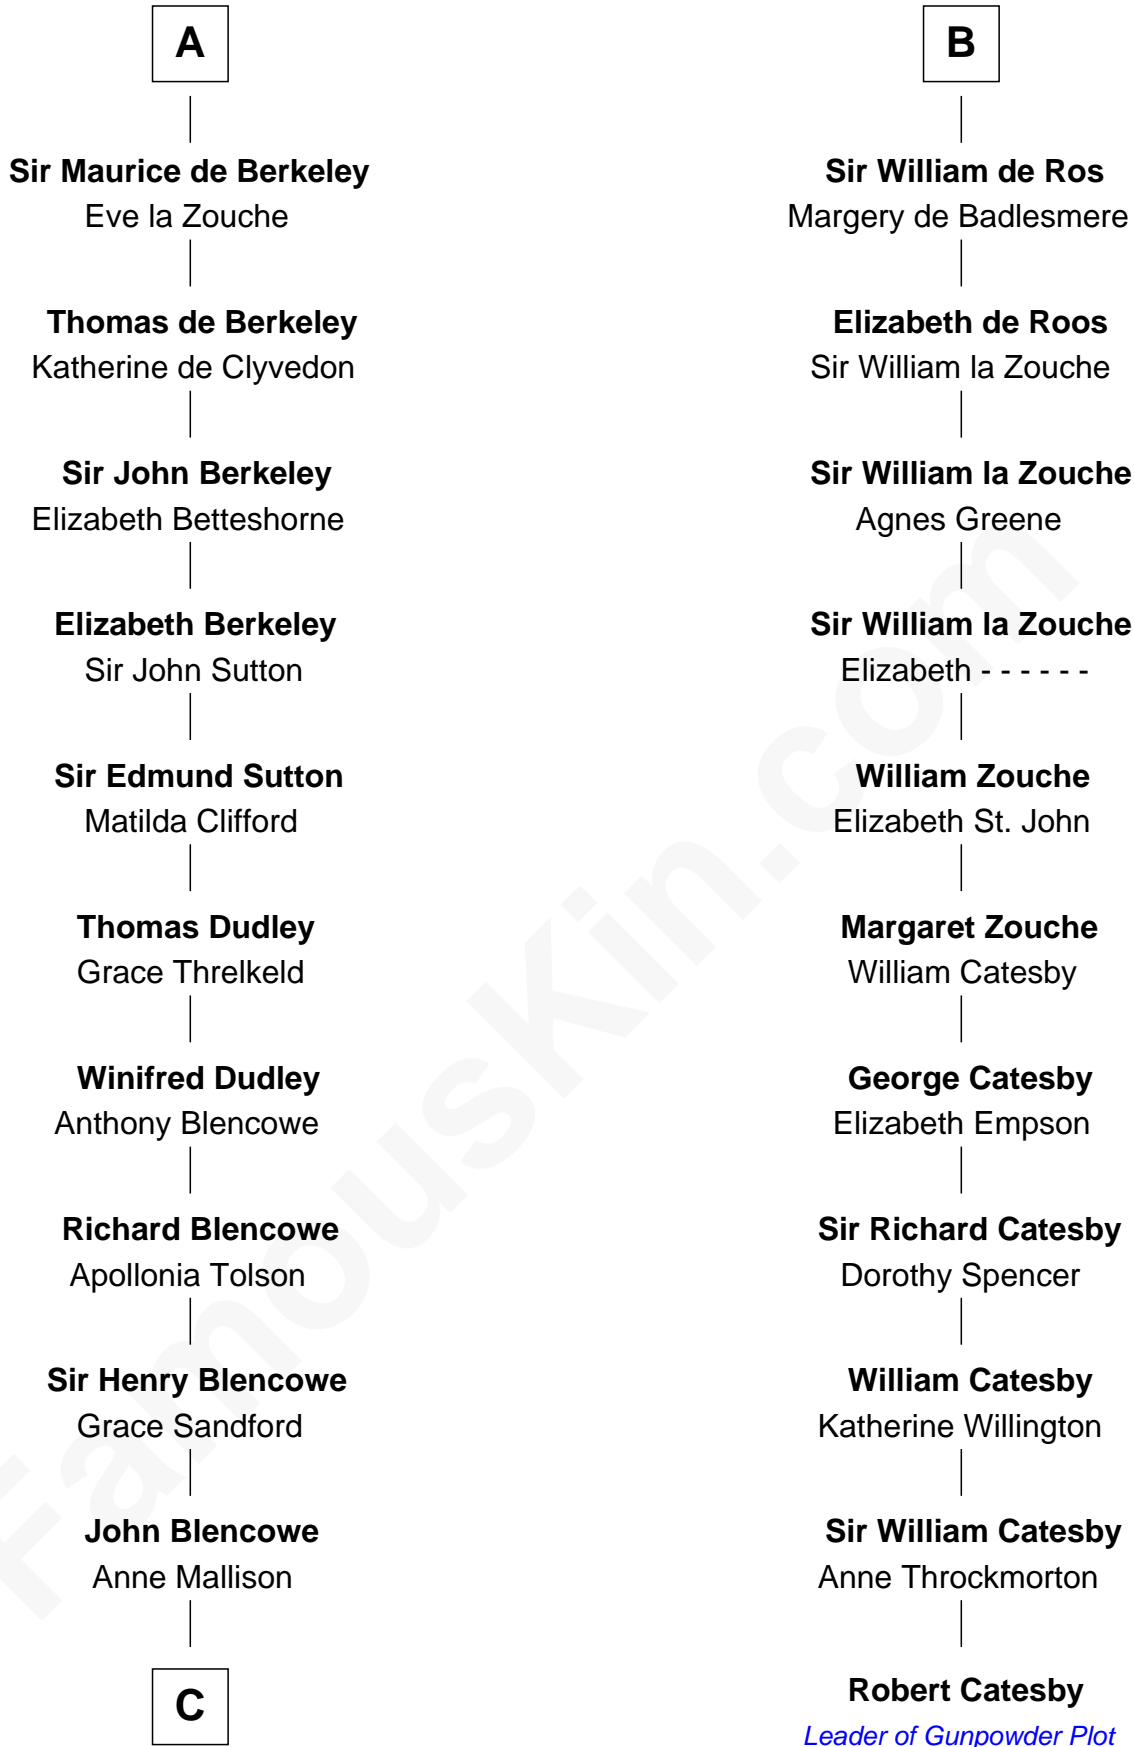 A
Sir Maurice de Berkeley
Eve la Zouche
Thomas de Berkeley
Katherine de Clyvedon
Sir John Berkeley
Elizabeth Betteshorne
Elizabeth Berkeley
Sir John Sutton
Sir Edmund Sutton
Matilda Clifford
Thomas Dudley
Grace Threlkeld
Winifred Dudley
Anthony Blencowe
Richard Blencowe
Apollonia Tolson
Sir Henry Blencowe
Grace Sandford
John Blencowe
Anne Mallison
C
B
Sir William de Ros
Margery de Badlesmere
Elizabeth de Roos
Sir William la Zouche
Sir William la Zouche
Agnes Greene
Sir William la Zouche
Elizabeth - - - - - -
William Zouche
Elizabeth St. John
Margaret Zouche
William Catesby
George Catesby
Elizabeth Empson
Sir Richard Catesby
Dorothy Spencer
William Catesby
Katherine Willington
Sir William Catesby
Anne Throckmorton
Robert Catesby
Leader of Gunpowder Plot
FamousKin.com